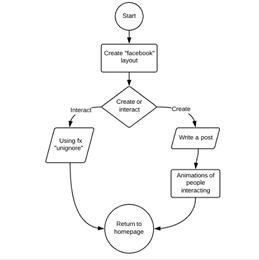 Start
Create "facebook"
layout
Create or
interact
Interact
Create
Using fx
"unignore"
Write a post
Animations of
people
interacting
Return to
homepage